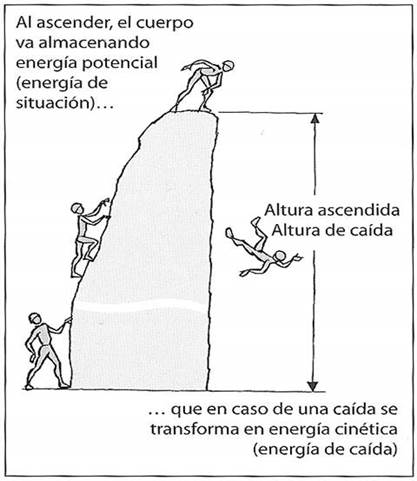 Al ascender, el cuerpo
va almacenando
energía potencial
(energía de
situación)…
Altura ascendida
Altura de caída
… que en caso de una caída se
transforma en energía cinética
(energía de caída)